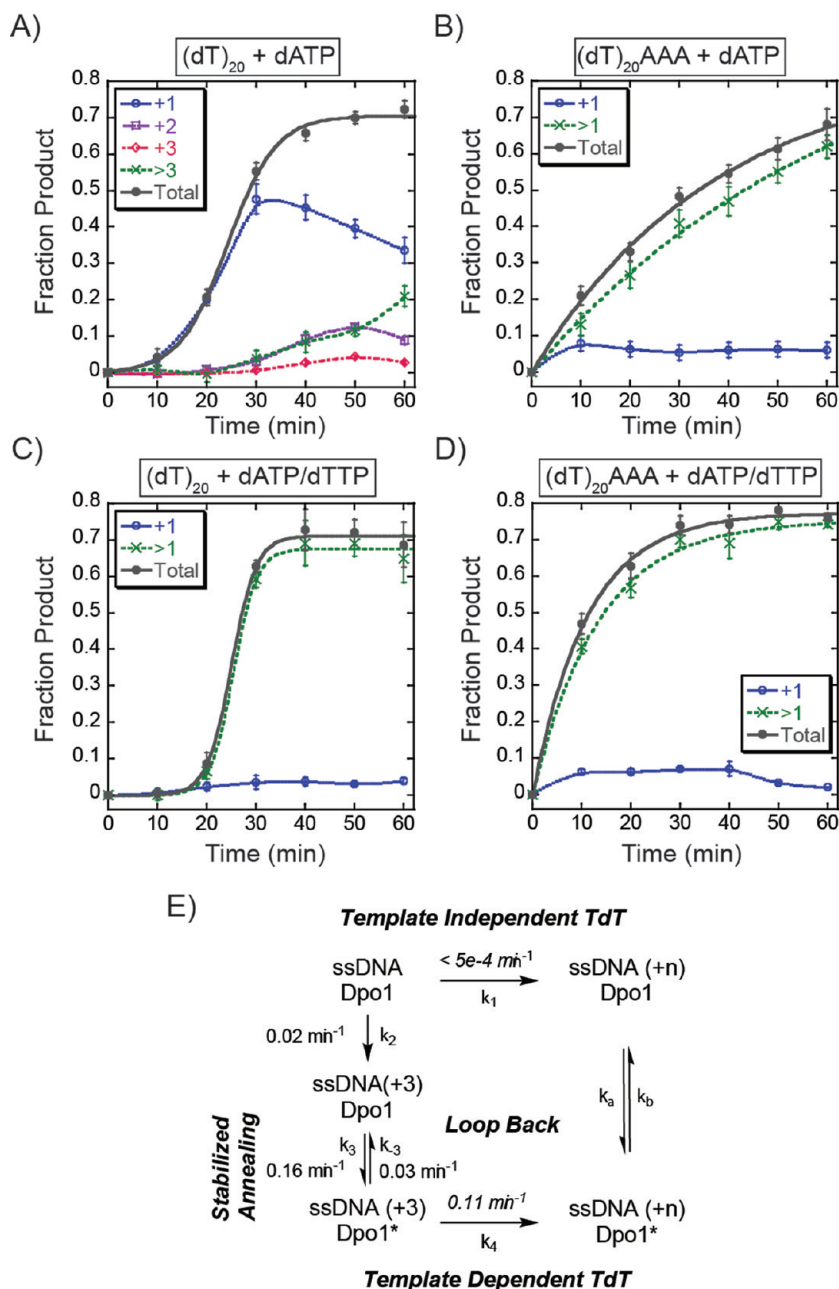 A)
(dT)20 + dATP
+1
+2
+3
>3
Total
Fraction Product
0.8
0.7
0.6
0.5
0.4
0.3
0.2
0.1
0
0 10 20 30 40 50 60
Time (min)
B)
(dT)20AAA + dATP
+1
>1
Total
Fraction Product
0.8
0.7
0.6
0.5
0.4
0.3
0.2
0.1
0
0 10 20 30 40 50 60
Time (min)
C)
(dT)20 + dATP/dTTP
+1
>1
Total
Fraction Product
0.8
0.7
0.6
0.5
0.4
0.3
0.2
0.1
0
0 10 20 30 40 50 60
Time (min)
D)
(dT)20AAA + dATP/dTTP
+1
>1
Total
Fraction Product
0.8
0.7
0.6
0.5
0.4
0.3
0.2
0.1
0
0 10 20 30 40 50 60
Time (min)
E)
Template Independent TdT
ssDNA
Dpo1
< 5e-4 min-1
k1
ssDNA (+n)
Dpo1
0.02 min-1
k2
ssDNA(+3)
Dpo1
Stabilized
Annealing
k3
k-3
0.16 min-1
0.03 min-1
Loop Back
ka
kb
ssDNA (+3)
Dpo1*
0.11 min-1
k4
ssDNA (+n)
Dpo1*
Template Dependent TdT